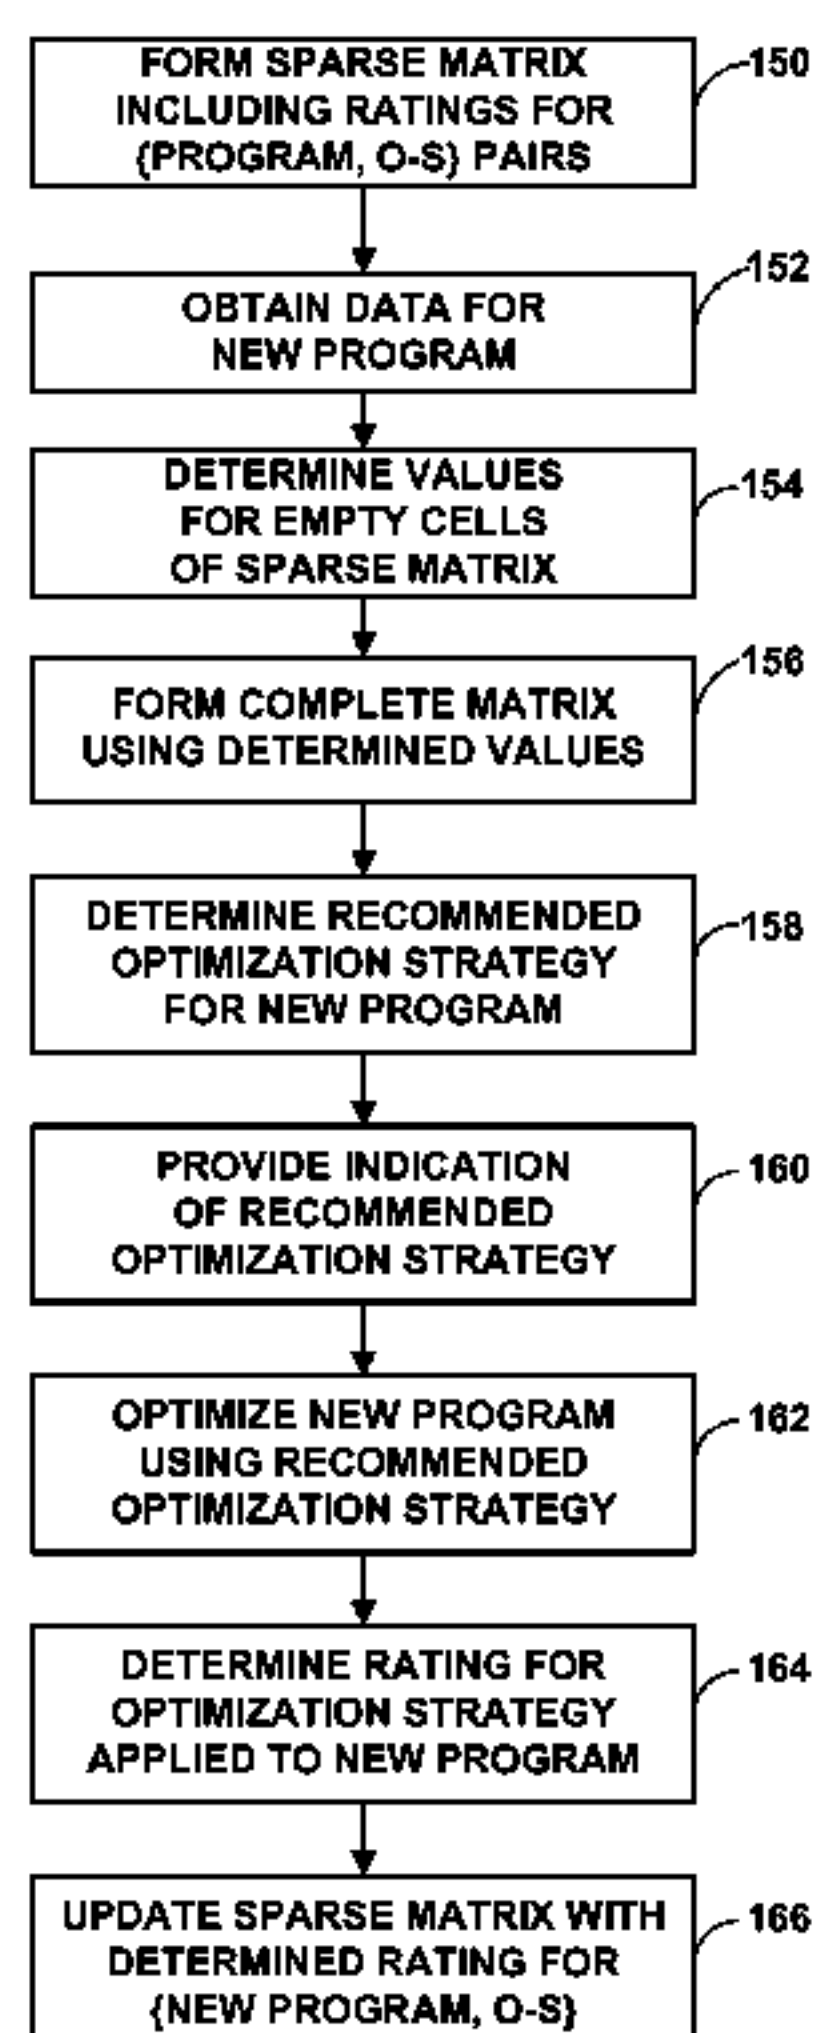 FORM SPARSE MATRIX
INCLUDING RATINGS FOR
{PROGRAM, O-S} PAIRS
150
152
OBTAIN DATA FOR
NEW PROGRAM
DETERMINE VALUES
FOR EMPTY CELLS
OF SPARSE MATRIX
154
156
FORM COMPLETE MATRIX
USING DETERMINED VALUES
DETERMINE RECOMMENDED
OPTIMIZATION STRATEGY
FOR NEW PROGRAM
158
PROVIDE INDICATION
OF RECOMMENDED
OPTIMIZATION STRATEGY
160
OPTIMIZE NEW PROGRAM
USING RECOMMENDED
OPTIMIZATION STRATEGY
162
DETERMINE RATING FOR
OPTIMIZATION STRATEGY
APPLIED TO NEW PROGRAM
164
UPDATE SPARSE MATRIX WITH
DETERMINED RATING FOR
{NEW PROGRAM, O-S}
166